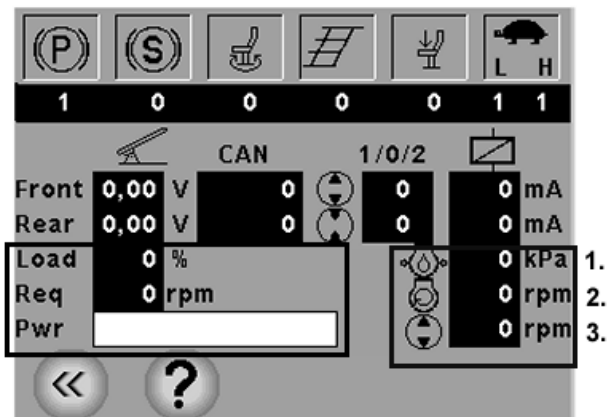 (P) (S) L H
1 0 0 0 0 1 1
CAN 1/0/2
Front 0,00 V 0 0 0 mA
Rear 0,00 V 0 0 0 mA
Load 0 % 0 kPa 1.
Req 0 rpm 0 rpm 2.
Pwr 0 rpm 3.
« ?